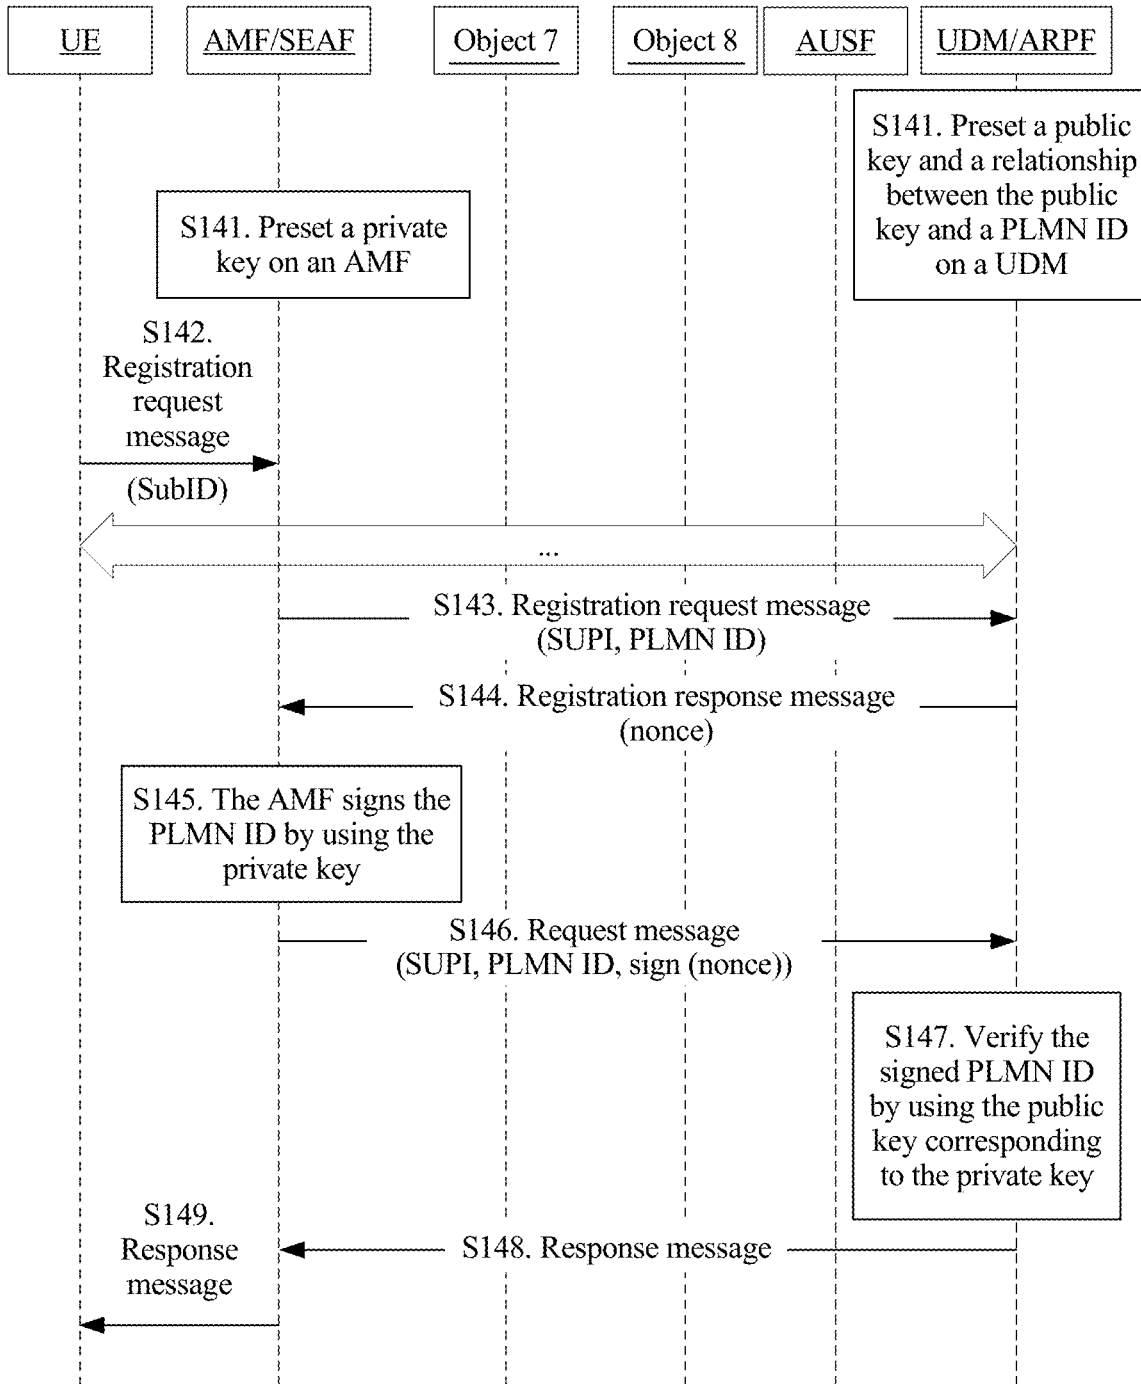 UE
AMF/SEAF
Object 7
Object 8
AUSF
UDM/ARPF
S141. Preset a public
key and a relationship
between the public
key and a PLMN ID
on a UDM
S141. Preset a private
key on an AMF
S142.
Registration
request
message
(SubID)
...
S143. Registration request message
(SUPI, PLMN ID)
S144. Registration response message
(nonce)
S145. The AMF signs the
PLMN ID by using the
private key
S146. Request message
(SUPI, PLMN ID, sign (nonce))
S147. Verify the
signed PLMN ID
by using the public
key corresponding
to the private key
S148. Response message
S149.
Response
message